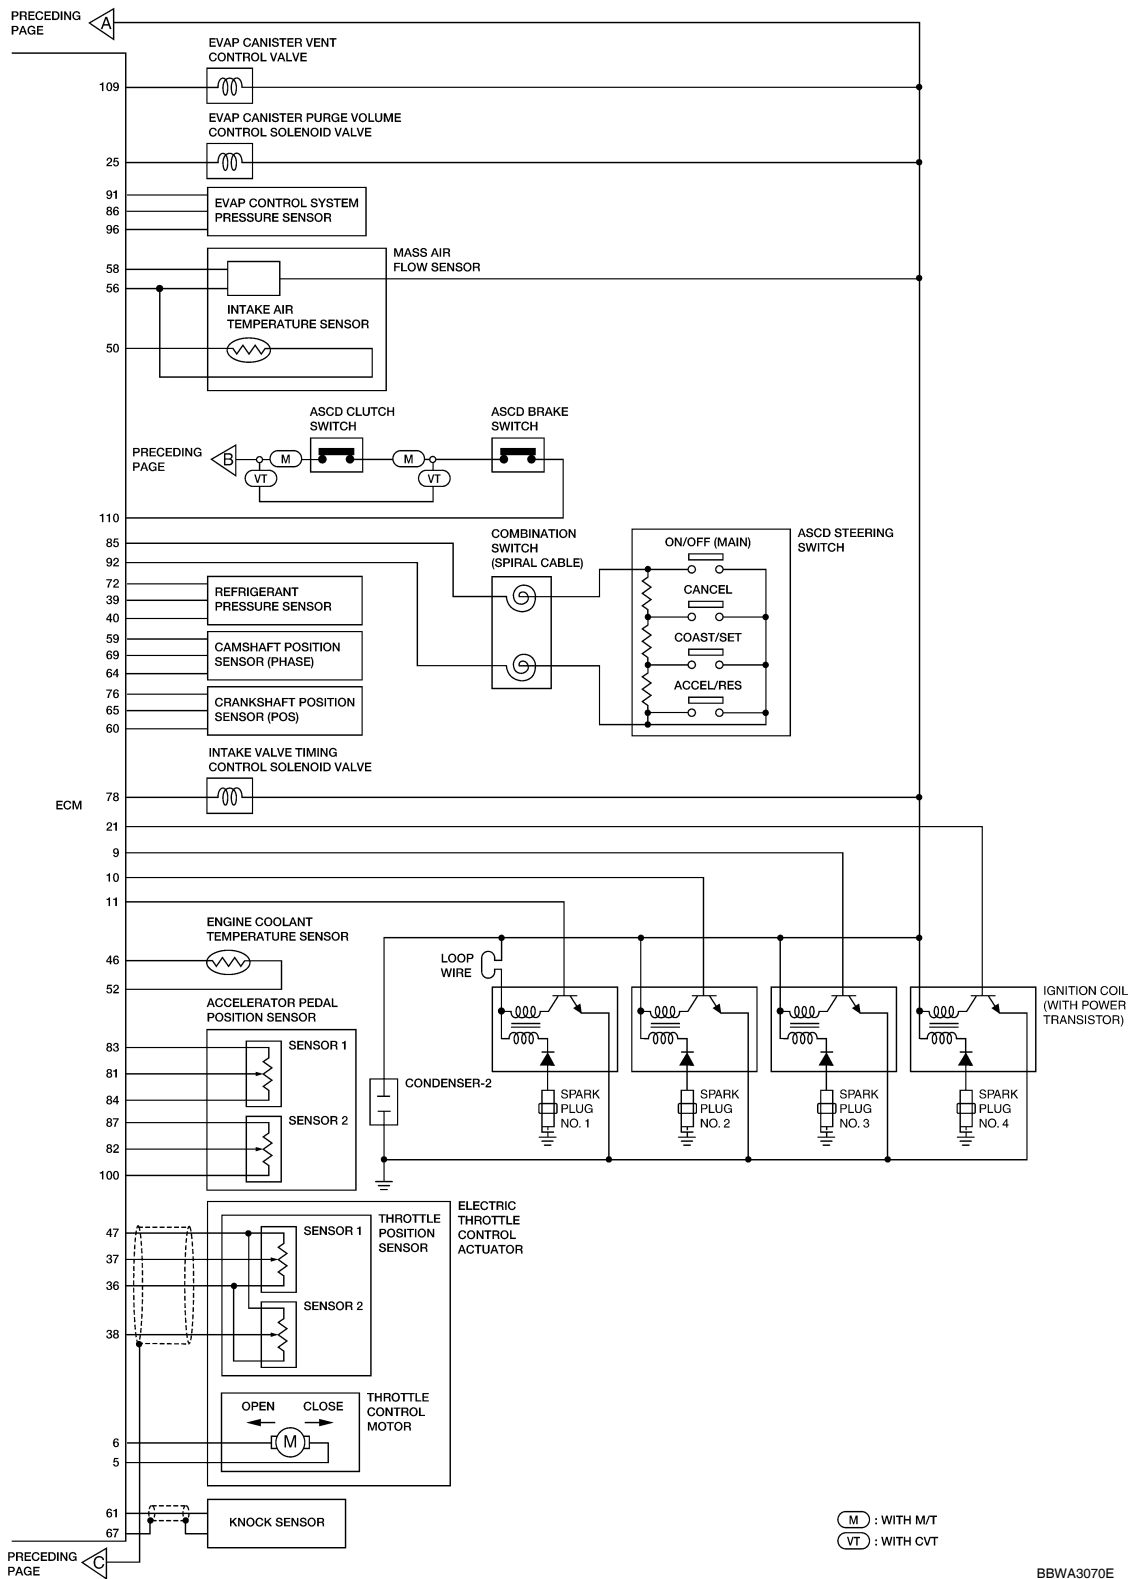 PRECEDING
PAGE
A
EVAP CANISTER VENT
CONTROL VALVE
109
EVAP CANISTER PURGE VOLUME
CONTROL SOLENOID VALVE
25
91
86
96
EVAP CONTROL SYSTEM
PRESSURE SENSOR
MASS AIR
FLOW SENSOR
58
56
INTAKE AIR
TEMPERATURE SENSOR
50
ASCD CLUTCH
SWITCH
ASCD BRAKE
SWITCH
PRECEDING
PAGE
B
M
M
VT
VT
110
85
92
COMBINATION
SWITCH
(SPIRAL CABLE)
ASCD STEERING
SWITCH
ON/OFF (MAIN)
CANCEL
COAST/SET
ACCEL/RES
72
39
40
REFRIGERANT
PRESSURE SENSOR
59
69
64
CAMSHAFT POSITION
SENSOR (PHASE)
76
65
60
CRANKSHAFT POSITION
SENSOR (POS)
INTAKE VALVE TIMING
CONTROL SOLENOID VALVE
ECM
78
21
9
10
11
ENGINE COOLANT
TEMPERATURE SENSOR
46
52
LOOP
WIRE
IGNITION COIL
(WITH POWER
TRANSISTOR)
ACCELERATOR PEDAL
POSITION SENSOR
83
81
84
SENSOR 1
87
82
100
SENSOR 2
CONDENSER-2
SPARK
PLUG
NO. 1
SPARK
PLUG
NO. 2
SPARK
PLUG
NO. 3
SPARK
PLUG
NO. 4
ELECTRIC
THROTTLE
CONTROL
ACTUATOR
THROTTLE
POSITION
SENSOR
47
37
36
38
SENSOR 1
SENSOR 2
THROTTLE
CONTROL
MOTOR
OPEN
CLOSE
M
6
5
61
67
KNOCK SENSOR
PRECEDING
PAGE
C
M : WITH M/T
VT : WITH CVT
BBWA3070E